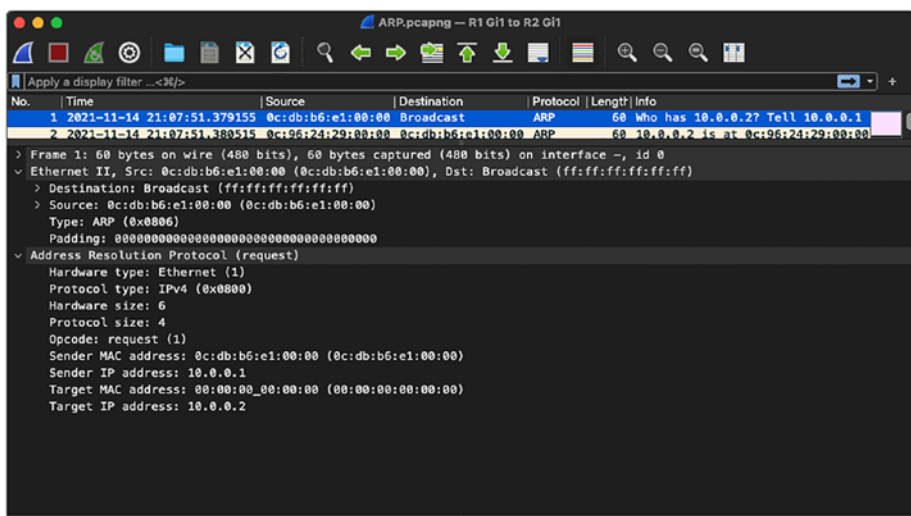 ARP.pcapng — R1 Gi1 to R2 Gi1
Apply a display filter ...<⌘/>
No. Time Source Destination Protocol Length Info
1 2021-11-14 21:07:51.379155 0c:db:b6:e1:00:00 Broadcast ARP 60 Who has 10.0.0.2? Tell 10.0.0.1
2 2021-11-14 21:07:51.380515 0c:96:24:29:00:00 0c:db:b6:e1:00:00 ARP 60 10.0.0.2 is at 0c:96:24:29:00:00
Frame 1: 60 bytes on wire (480 bits), 60 bytes captured (480 bits) on interface -, id 0
Ethernet II, Src: 0c:db:b6:e1:00:00 (0c:db:b6:e1:00:00), Dst: Broadcast (ff:ff:ff:ff:ff:ff)
Destination: Broadcast (ff:ff:ff:ff:ff:ff)
Source: 0c:db:b6:e1:00:00 (0c:db:b6:e1:00:00)
Type: ARP (0x0806)
Padding: 000000000000000000000000000000000000
Address Resolution Protocol (request)
Hardware type: Ethernet (1)
Protocol type: IPv4 (0x0800)
Hardware size: 6
Protocol size: 4
Opcode: request (1)
Sender MAC address: 0c:db:b6:e1:00:00 (0c:db:b6:e1:00:00)
Sender IP address: 10.0.0.1
Target MAC address: 00:00:00_00:00:00 (00:00:00:00:00:00)
Target IP address: 10.0.0.2